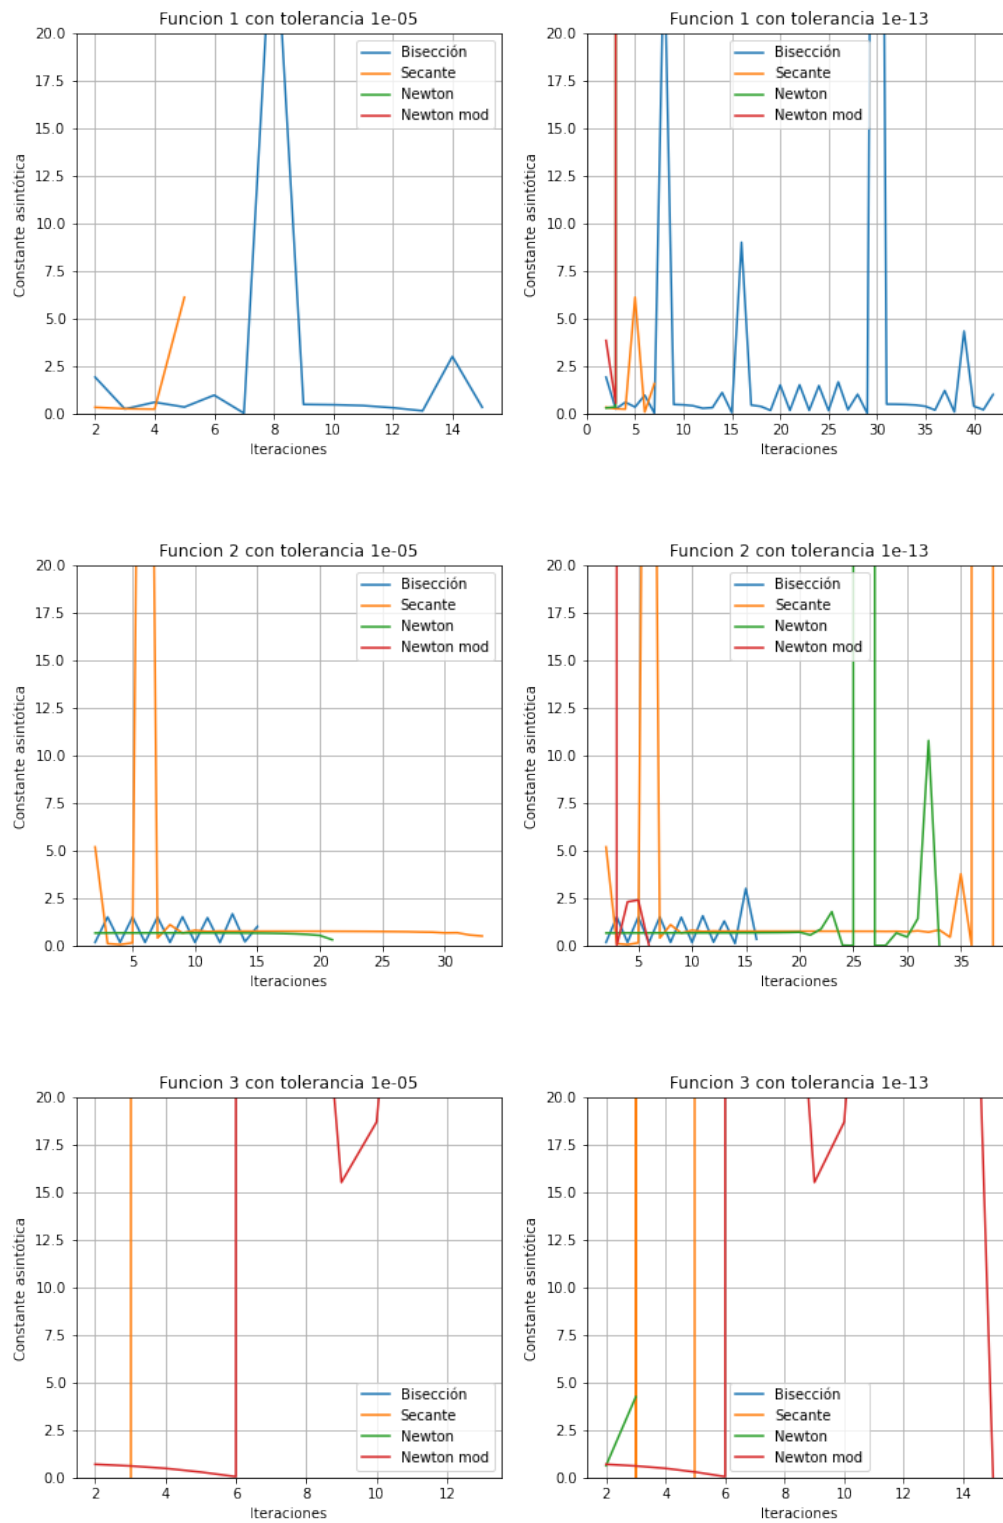 Funcion 1 con tolerancia 1e-05
20.0
17.5
15.0
12.5
10.0
7.5
5.0
2.5
0.0
Constante asintótica
Bisección
Secante
Newton
Newton mod
2 4 6 8 10 12 14
Iteraciones
Funcion 1 con tolerancia 1e-13
20.0
17.5
15.0
12.5
10.0
7.5
5.0
2.5
0.0
Constante asintótica
Bisección
Secante
Newton
Newton mod
0 5 10 15 20 25 30 35 40
Iteraciones
Funcion 2 con tolerancia 1e-05
20.0
17.5
15.0
12.5
10.0
7.5
5.0
2.5
0.0
Constante asintótica
Bisección
Secante
Newton
Newton mod
5 10 15 20 25 30
Iteraciones
Funcion 2 con tolerancia 1e-13
20.0
17.5
15.0
12.5
10.0
7.5
5.0
2.5
0.0
Constante asintótica
Bisección
Secante
Newton
Newton mod
5 10 15 20 25 30 35
Iteraciones
Funcion 3 con tolerancia 1e-05
20.0
17.5
15.0
12.5
10.0
7.5
5.0
2.5
0.0
Constante asintótica
Bisección
Secante
Newton
Newton mod
2 4 6 8 10 12
Iteraciones
Funcion 3 con tolerancia 1e-13
20.0
17.5
15.0
12.5
10.0
7.5
5.0
2.5
0.0
Constante asintótica
Bisección
Secante
Newton
Newton mod
2 4 6 8 10 12 14
Iteraciones